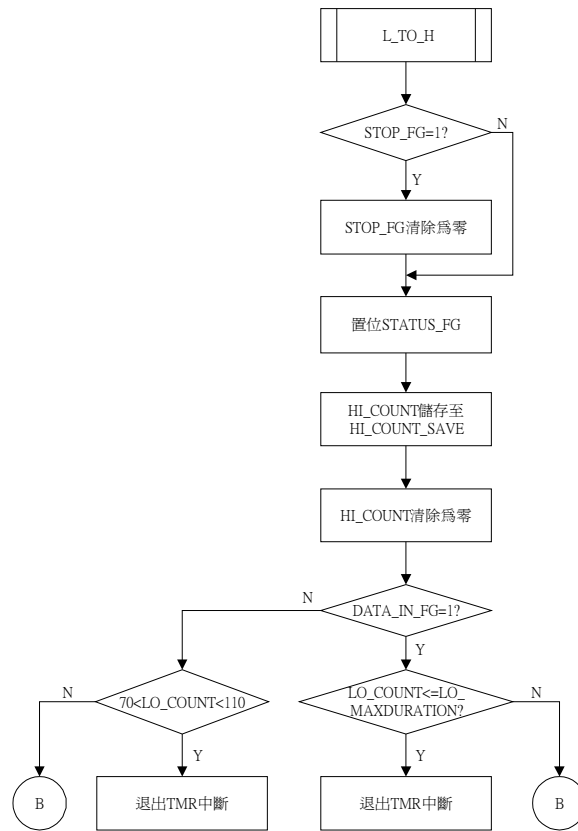 L_TO_H
STOP_FG=1?
N
Y
STOP_FG清除爲零
置位STATUS_FG
HI_COUNT儲存至
HI_COUNT_SAVE
HI_COUNT清除爲零
N
DATA_IN_FG=1?
Y
N
70<LO_COUNT<110
LO_COUNT<=LO_
MAXDURATION?
N
Y
Y
B
退出TMR中斷
退出TMR中斷
B